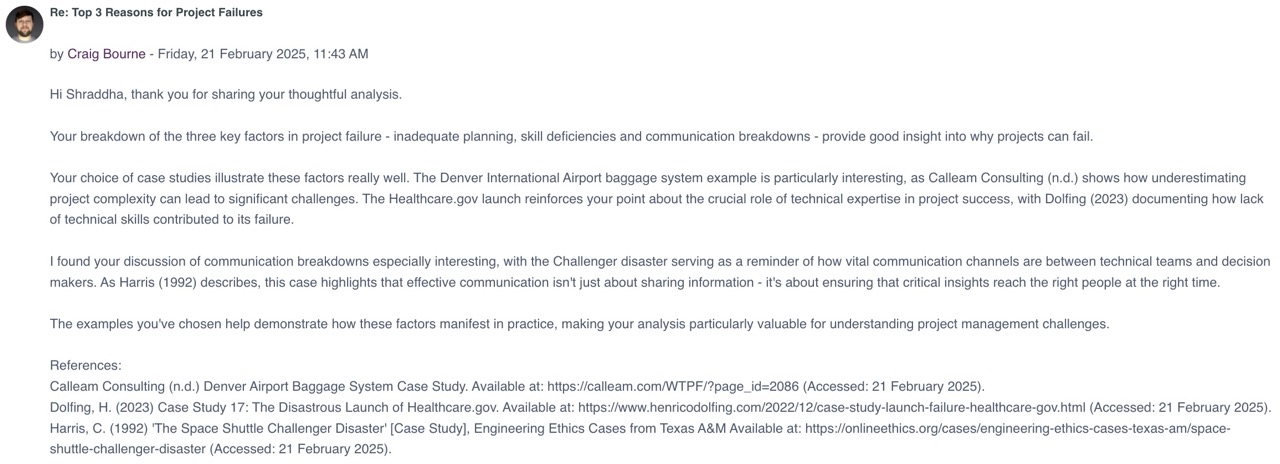 Re: Top 3 Reasons for Project Failures
by Craig Bourne - Friday, 21 February 2025, 11:43 AM
Hi Shraddha, thank you for sharing your thoughtful analysis.
Your breakdown of the three key factors in project failure - inadequate planning, skill deficiencies and communication breakdowns - provide good insight into why projects can fail.
Your choice of case studies illustrate these factors really well. The Denver International Airport baggage system example is particularly interesting, as Calleam Consulting (n.d.) shows how underestimating
project complexity can lead to significant challenges. The Healthcare.gov launch reinforces your point about the crucial role of technical expertise in project success, with Dolfing (2023) documenting how lack
of technical skills contributed to its failure.
I found your discussion of communication breakdowns especially interesting, with the Challenger disaster serving as a reminder of how vital communication channels are between technical teams and decision
makers. As Harris (1992) describes, this case highlights that effective communication isn't just about sharing information - it's about ensuring that critical insights reach the right people at the right time.
The examples you've chosen help demonstrate how these factors manifest in practice, making your analysis particularly valuable for understanding project management challenges.
References:
Calleam Consulting (n.d.) Denver Airport Baggage System Case Study. Available at: https://calleam.com/WTPF/?page_id=2086 (Accessed: 21 February 2025).
Dolfing, H. (2023) Case Study 17: The Disastrous Launch of Healthcare.gov. Available at: https://www.henricodolfing.com/2022/12/case-study-launch-failure-healthcare-gov.html (Accessed: 21 February 2025).
Harris, C. (1992) 'The Space Shuttle Challenger Disaster' [Case Study], Engineering Ethics Cases from Texas A&M Available at: https://onlineethics.org/cases/engineering-ethics-cases-texas-am/space-
shuttle-challenger-disaster (Accessed: 21 February 2025).